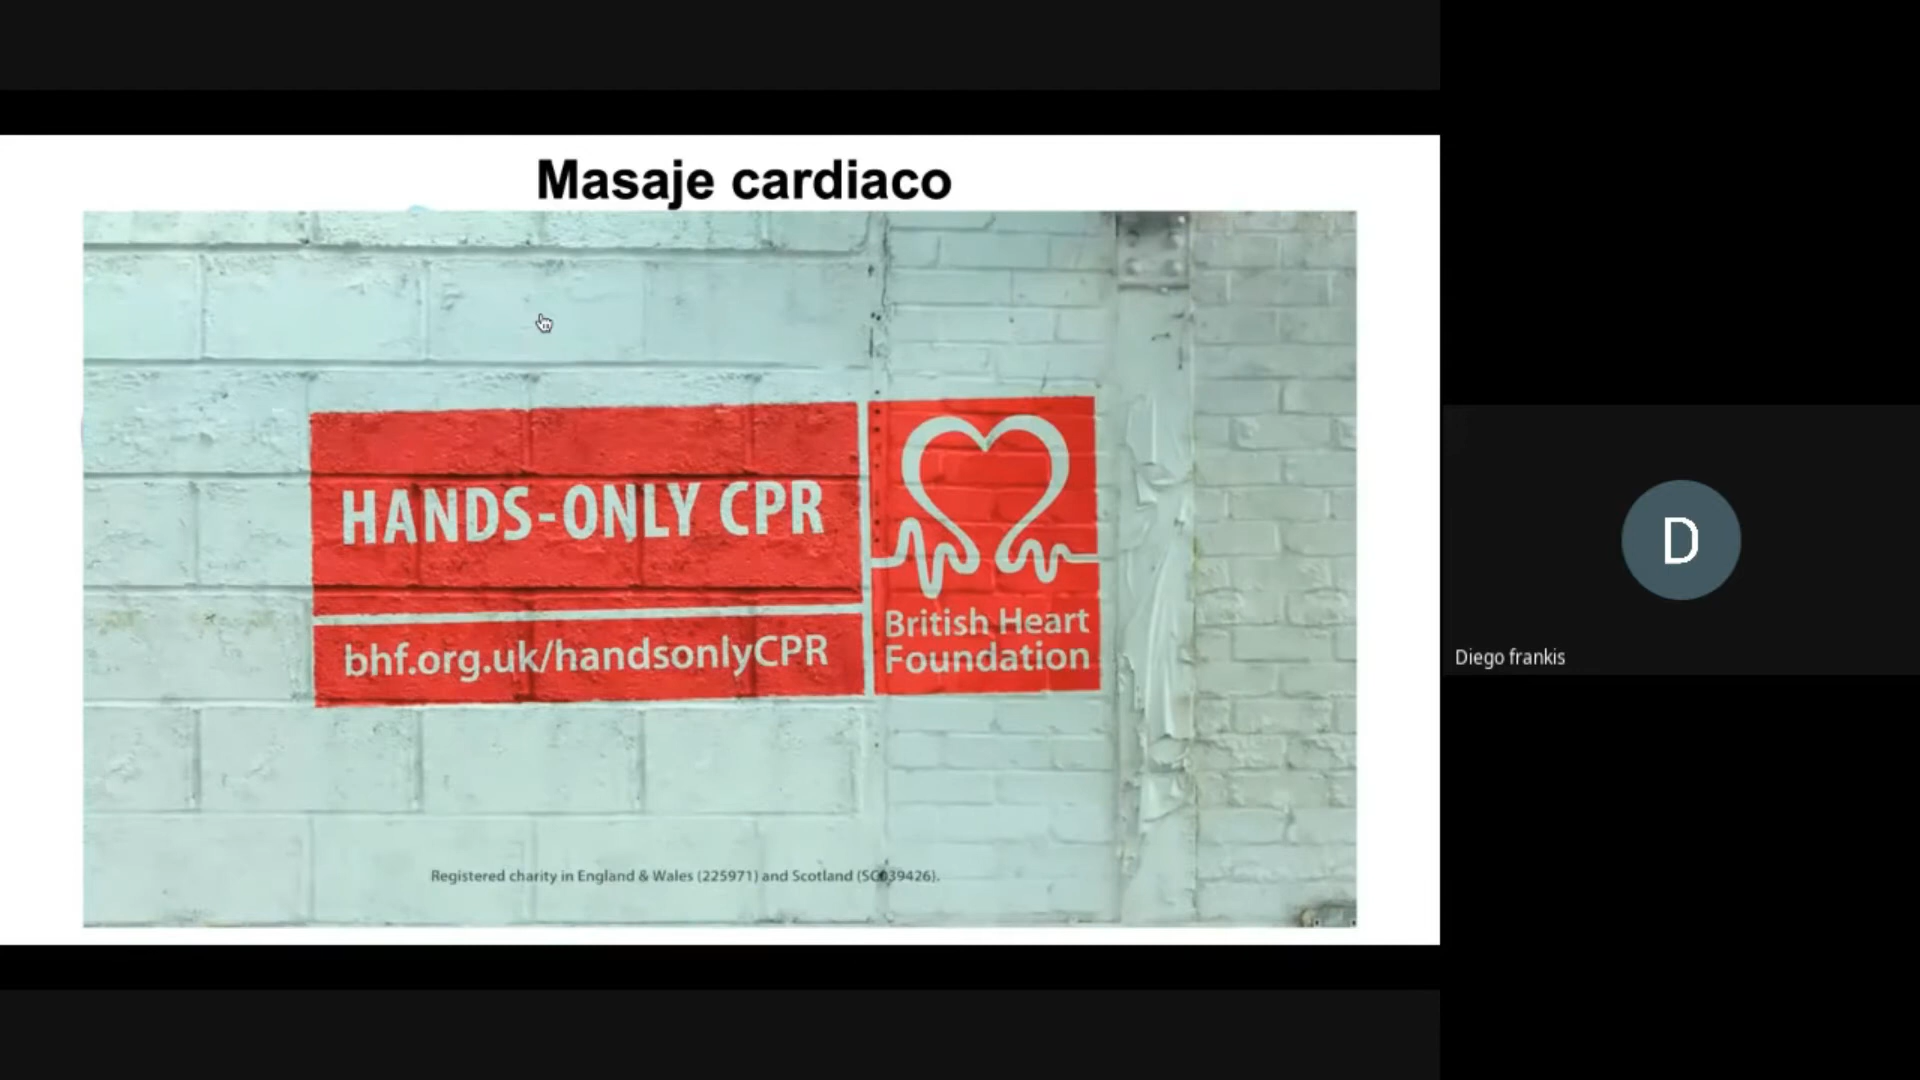 Masaje cardiaco
HANDS-ONLY CPR
bhf.org.uk/handsonlyCPR
British Heart
Foundation
Registered charity in England & Wales (225971) and Scotland (SC039426).
D
Diego frankis